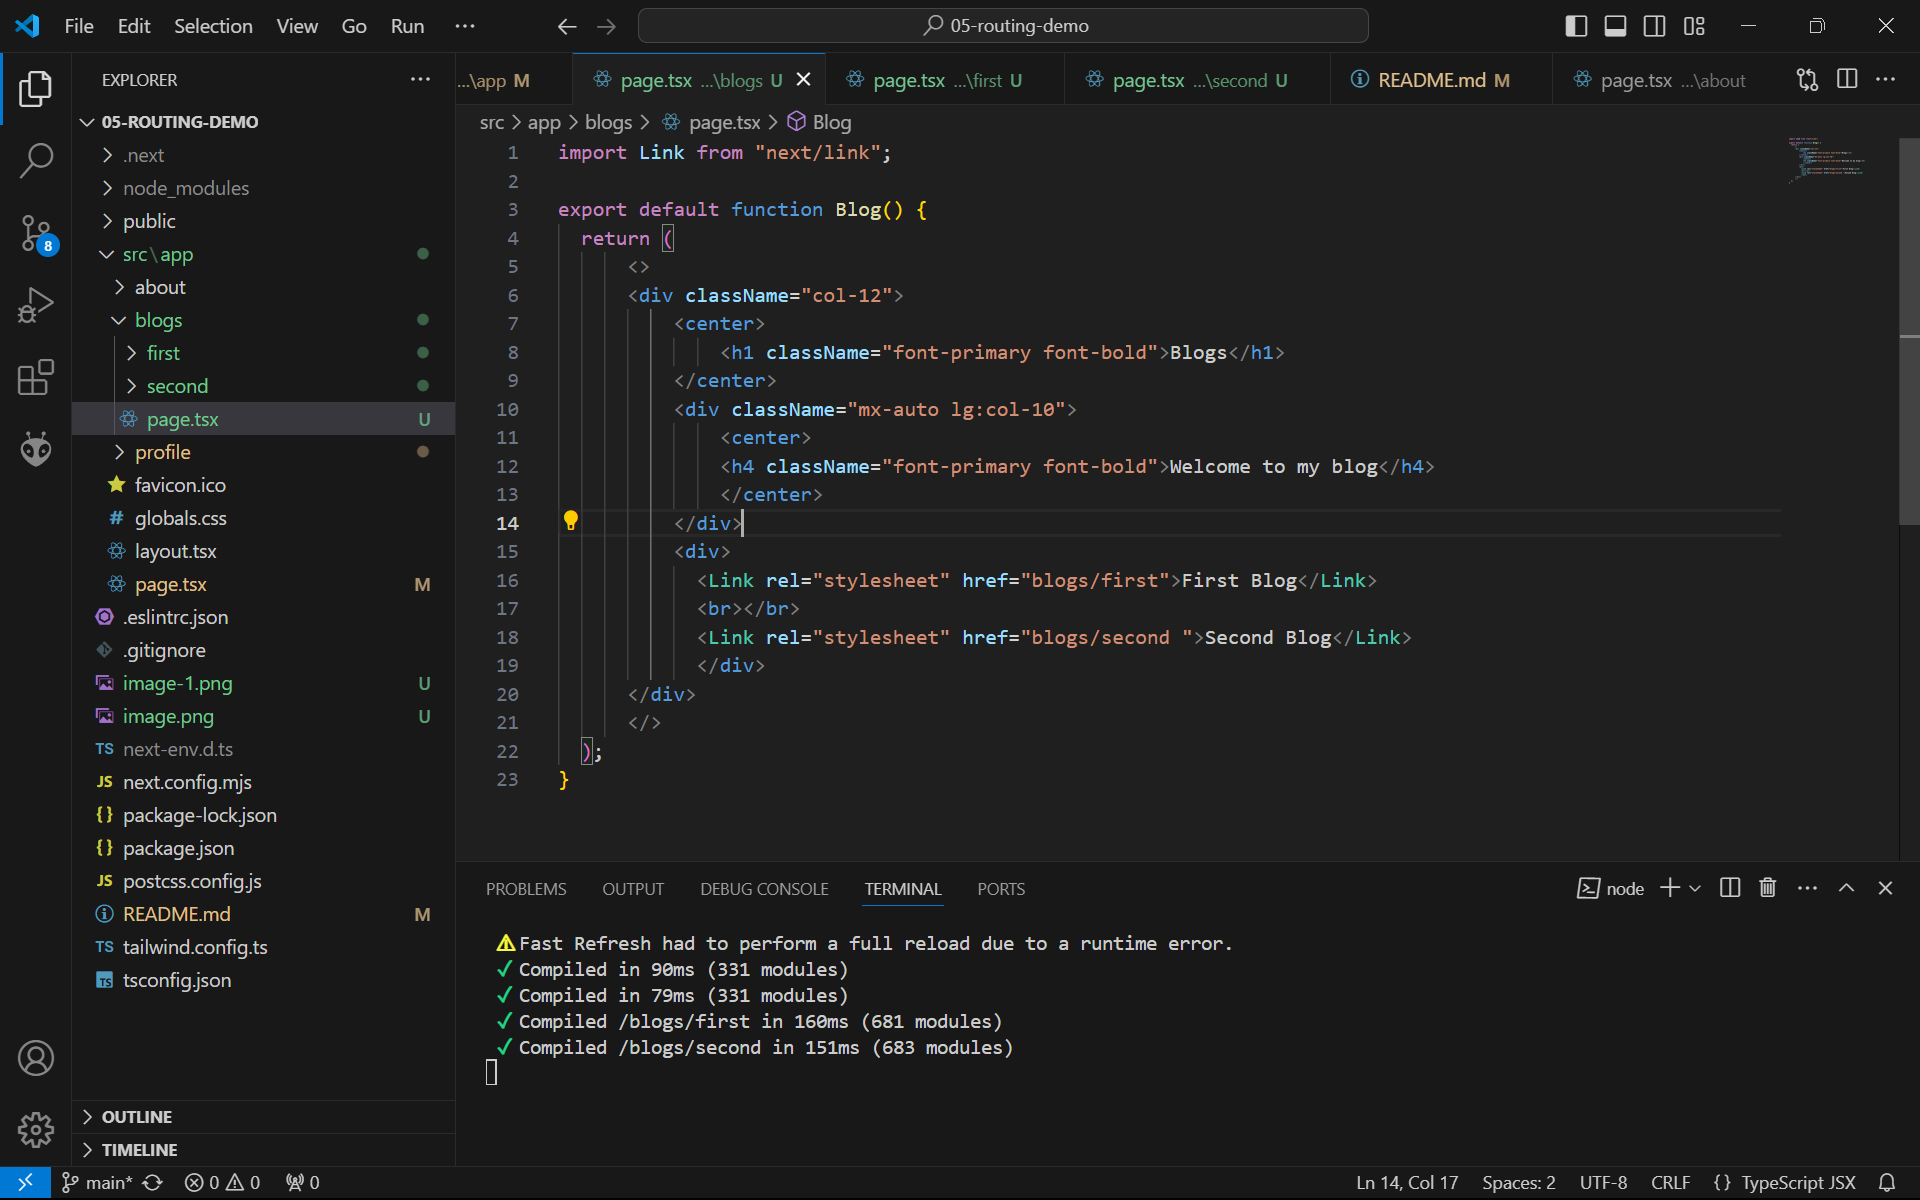 File Edit Selection View Go Run ··· 05-routing-demo
EXPLORER
05-ROUTING-DEMO
.next
node_modules
public
src\app
about
blogs
first
second
page.tsx U
profile
favicon.ico
globals.css
layout.tsx
page.tsx M
.eslintrc.json
.gitignore
image-1.png U
image.png U
TS next-env.d.ts
JS next.config.mjs
{} package-lock.json
{} package.json
JS postcss.config.js
README.md M
TS tailwind.config.ts
TS tsconfig.json
OUTLINE
TIMELINE
8
...\app M page.tsx ...\blogs U page.tsx ...\first U page.tsx ...\second U README.md M page.tsx ...\about
src > app > blogs > page.tsx > Blog
1 import Link from "next/link";
2
3 export default function Blog() {
4 return (
5 <>
6 <div className="col-12">
7 <center>
8 <h1 className="font-primary font-bold">Blogs</h1>
9 </center>
10 <div className="mx-auto lg:col-10">
11 <center>
12 <h4 className="font-primary font-bold">Welcome to my blog</h4>
13 </center>
14 </div>
15 <div>
16 <Link rel="stylesheet" href="blogs/first">First Blog</Link>
17 <br></br>
18 <Link rel="stylesheet" href="blogs/second ">Second Blog</Link>
19 </div>
20 </div>
21 </>
22 );
23 }
PROBLEMS OUTPUT DEBUG CONSOLE TERMINAL PORTS node
⚠ Fast Refresh had to perform a full reload due to a runtime error.
✓ Compiled in 90ms (331 modules)
✓ Compiled in 79ms (331 modules)
✓ Compiled /blogs/first in 160ms (681 modules)
✓ Compiled /blogs/second in 151ms (683 modules)
main* 0 0 0 Ln 14, Col 17 Spaces: 2 UTF-8 CRLF {} TypeScript JSX